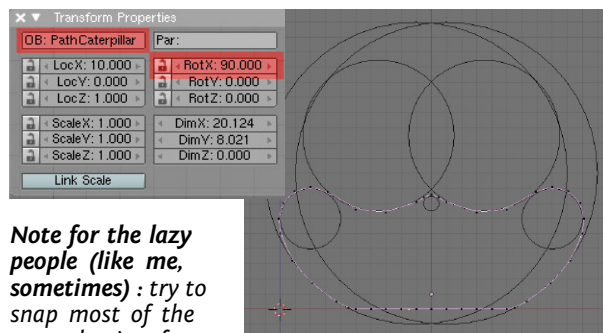 Transform Properties
OB: PathCaterpillar Par:
LocX: 10.000 RotX: 90.000
LocY: 0.000 RotY: 0.000
LocZ: 1.000 RotZ: 0.000
ScaleX: 1.000 DimX: 20.124
ScaleY: 1.000 DimY: 8.021
ScaleZ: 1.000 DimZ: 0.000
Link Scale
Note for the lazy
people (like me,
sometimes) : try to
snap most of the